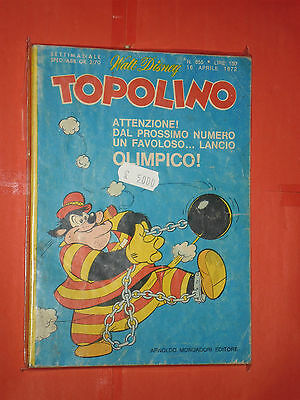 SETTIMANALE
SPED. ABB. GR. 2/70
Walt Disney
N. 855 * LIRE 150
16 APRILE 1972
TOPOLINO
ATTENZIONE!
DAL PROSSIMO NUMERO
UN FAVOLOSO... LANCIO
OLIMPICO!
5000
ARNOLDO MONDADORI EDITORE